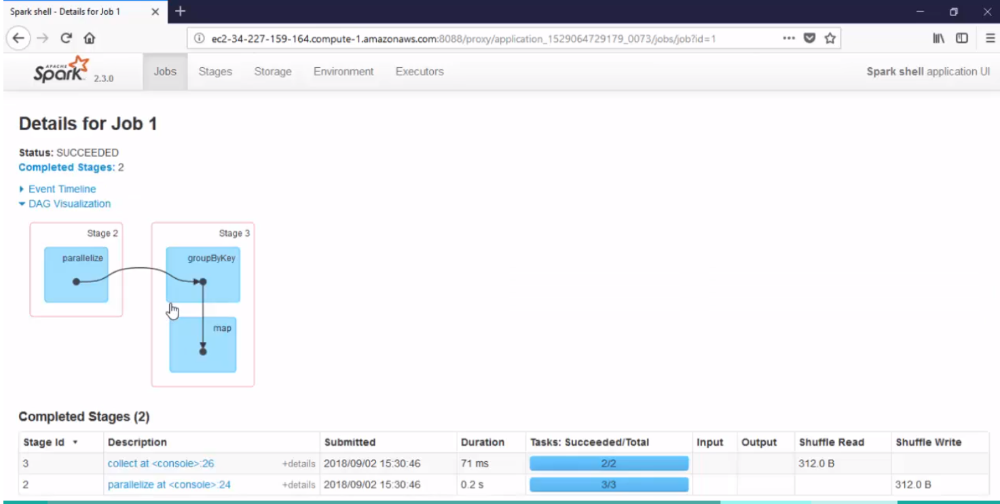 Spark shell - Details for Job 1
ec2-34-227-159-164.compute-1.amazonaws.com:8088/proxy/application_1529064729179_0073/jobs/job?id=1
APACHE Spark 2.3.0 Jobs Stages Storage Environment Executors Spark shell application UI
Details for Job 1
Status: SUCCEEDED
Completed Stages: 2
Event Timeline
DAG Visualization
Stage 2 Stage 3
parallelize groupByKey
map
Completed Stages (2)
Stage Id Description Submitted Duration Tasks: Succeeded/Total Input Output Shuffle Read Shuffle Write
3 collect at <console>:26 +details 2018/09/02 15:30:46 71 ms 2/2 312.0 B
2 parallelize at <console>:24 +details 2018/09/02 15:30:46 0.2 s 3/3 312.0 B